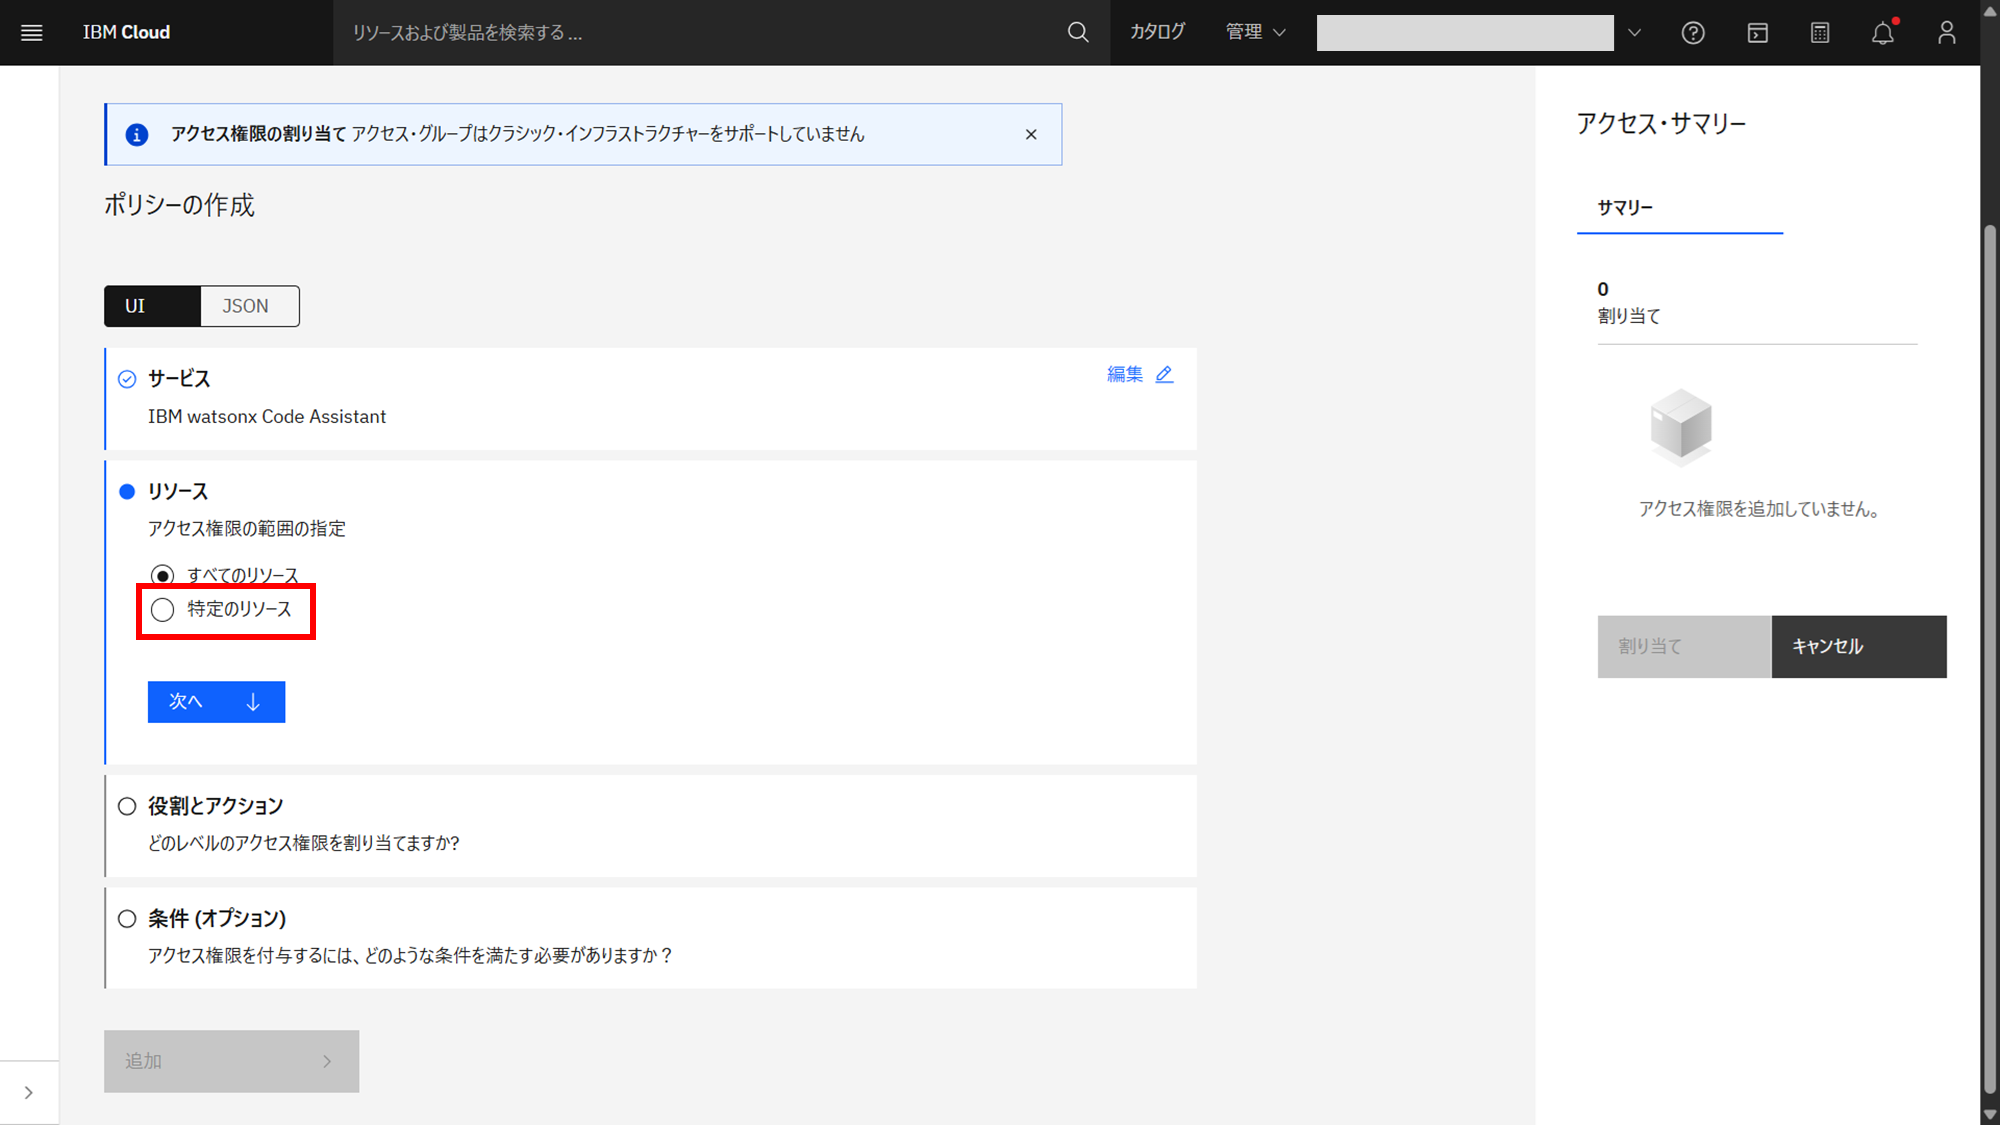 IBM Cloud
リソースおよび製品を検索する ...
カタログ
管理
アクセス権限の割り当て アクセス・グループはクラシック・インフラストラクチャーをサポートしていません
ポリシーの作成
UI
JSON
サービス
編集
IBM watsonx Code Assistant
リソース
アクセス権限の範囲の指定
すべてのリソース
特定のリソース
次へ
役割とアクション
どのレベルのアクセス権限を割り当てますか?
条件 (オプション)
アクセス権限を付与するには、どのような条件を満たす必要がありますか？
追加
アクセス・サマリー
サマリー
0
割り当て
アクセス権限を追加していません。
割り当て
キャンセル